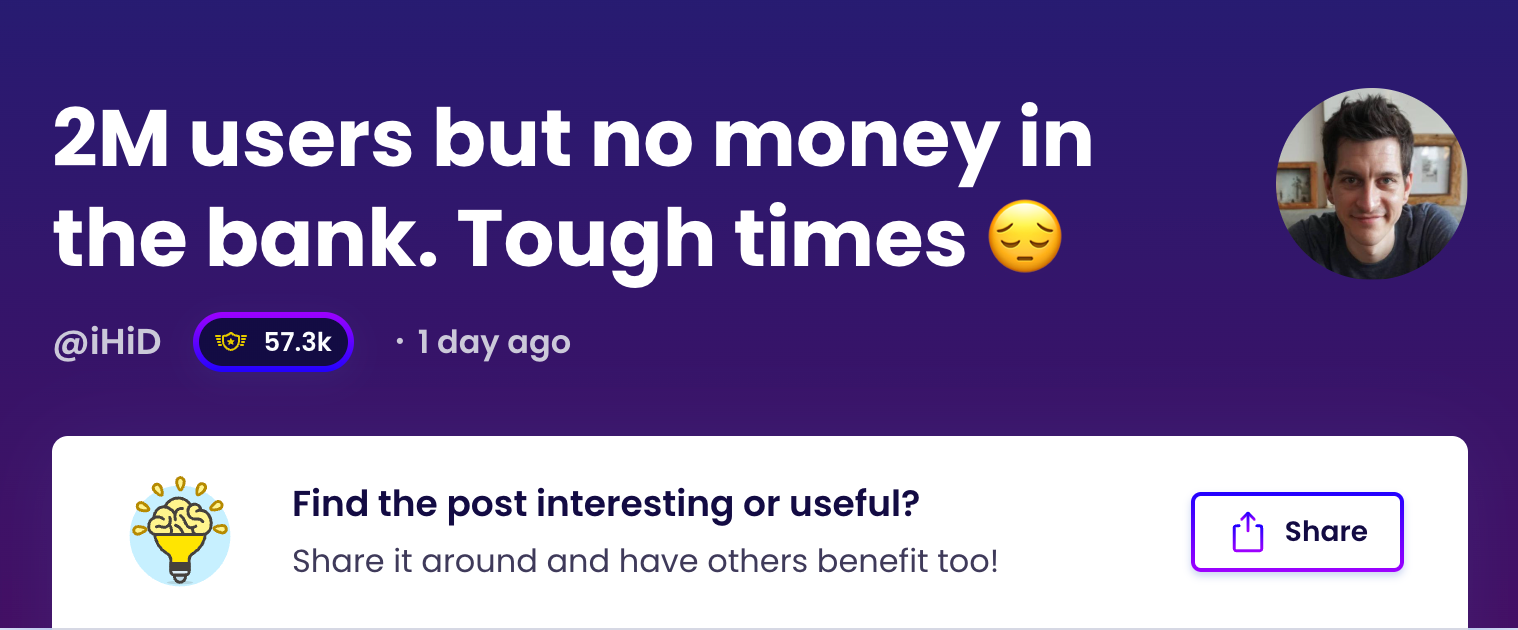 2M users but no money in
the bank. Tough times 😔
@iHiD 57.3k · 1 day ago
Find the post interesting or useful?
Share it around and have others benefit too!
Share